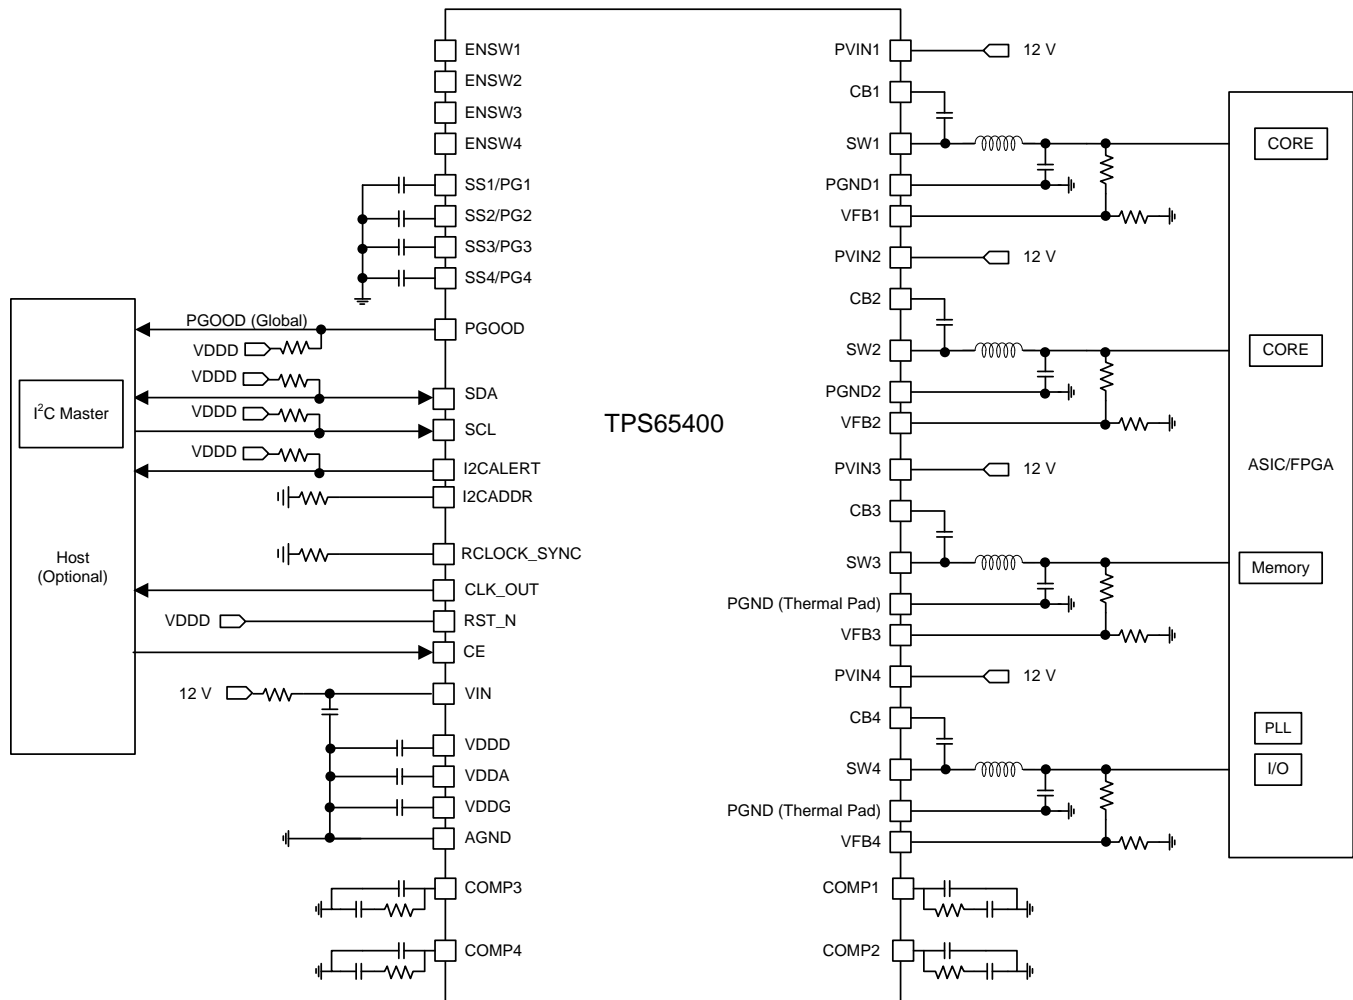 ENSW1
ENSW2
ENSW3
ENSW4
SS1/PG1
SS2/PG2
SS3/PG3
SS4/PG4
PGOOD (Global)
PGOOD
VDDD
VDDD
SDA
I²C Master
VDDD
SCL
VDDD
I2CALERT
I2CADDR
Host
(Optional)
RCLOCK_SYNC
CLK_OUT
VDDD
RST_N
CE
12 V
VIN
VDDD
VDDA
VDDG
AGND
COMP3
COMP4
TPS65400
PVIN1
12 V
CB1
SW1
PGND1
VFB1
PVIN2
12 V
CB2
SW2
PGND2
VFB2
PVIN3
12 V
CB3
SW3
PGND (Thermal Pad)
VFB3
PVIN4
12 V
CB4
SW4
PGND (Thermal Pad)
VFB4
COMP1
COMP2
CORE
CORE
ASIC/FPGA
Memory
PLL
I/O